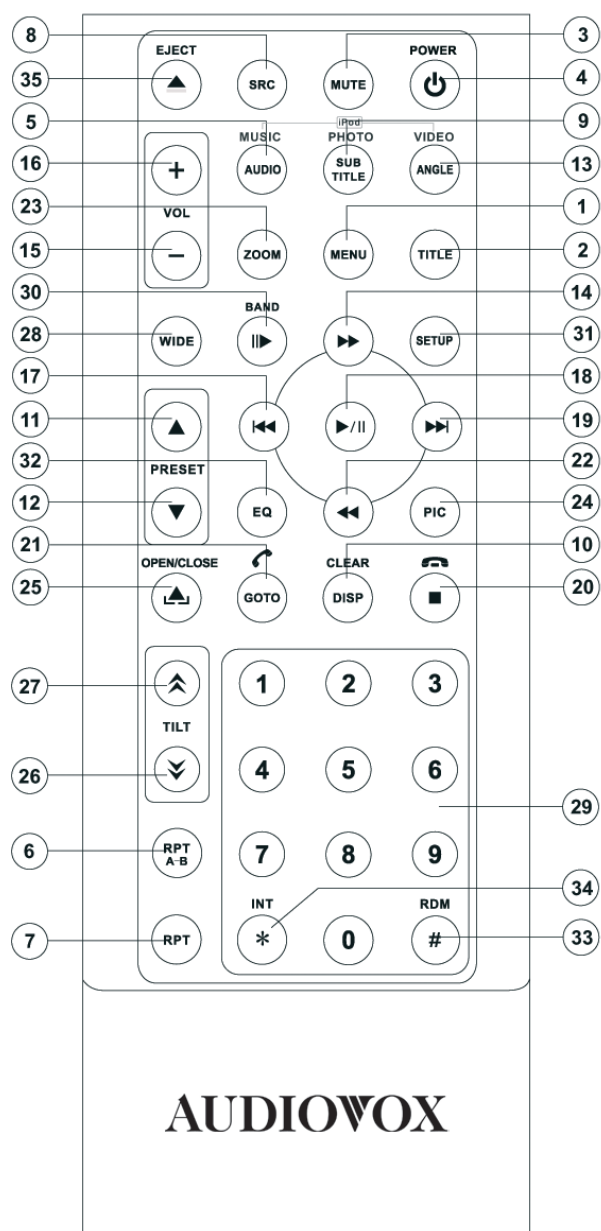 8 3
EJECT POWER
35 SRC MUTE 4
5 iPod 9
MUSIC PHOTO VIDEO
16 + AUDIO SUB TITLE ANGLE 13
23 VOL 1
15 − ZOOM MENU TITLE 2
30 BAND 14
28 WIDE SETUP 31
17 18
11 19
32 PRESET 22
12 EQ PIC 24
21 10
OPEN/CLOSE CLEAR
25 GOTO DISP 20
27 1 2 3
TILT
26 4 5 6
29
6 RPT A-B 7 8 9
INT RDM 34
7 RPT * 0 # 33
AUDIOVOX